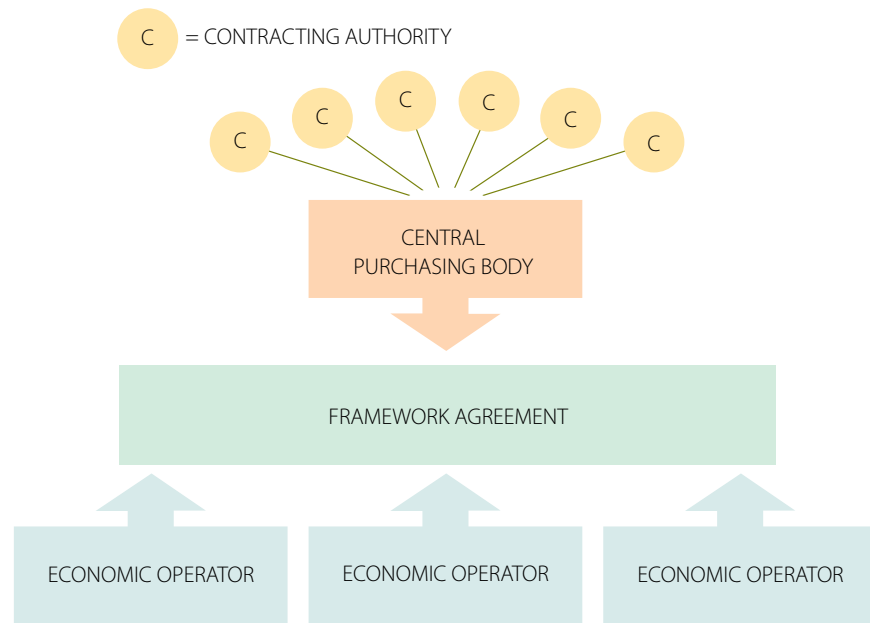 C = CONTRACTING AUTHORITY
C C C C C C
CENTRAL
PURCHASING BODY
FRAMEWORK AGREEMENT
ECONOMIC OPERATOR ECONOMIC OPERATOR ECONOMIC OPERATOR